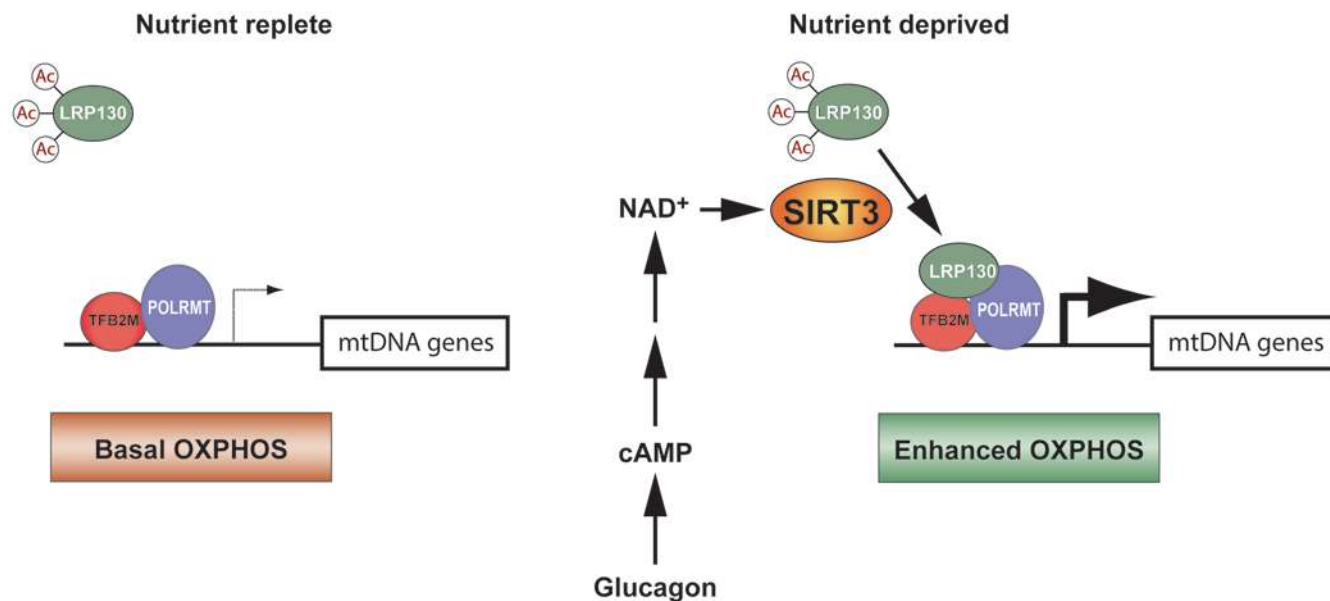 Nutrient replete
Ac
Ac
Ac
LRP130
TFB2M
POLRMT
mtDNA genes
Basal OXPHOS
Nutrient deprived
Ac
Ac
Ac
LRP130
NAD+
SIRT3
LRP130
TFB2M
POLRMT
mtDNA genes
cAMP
Enhanced OXPHOS
Glucagon